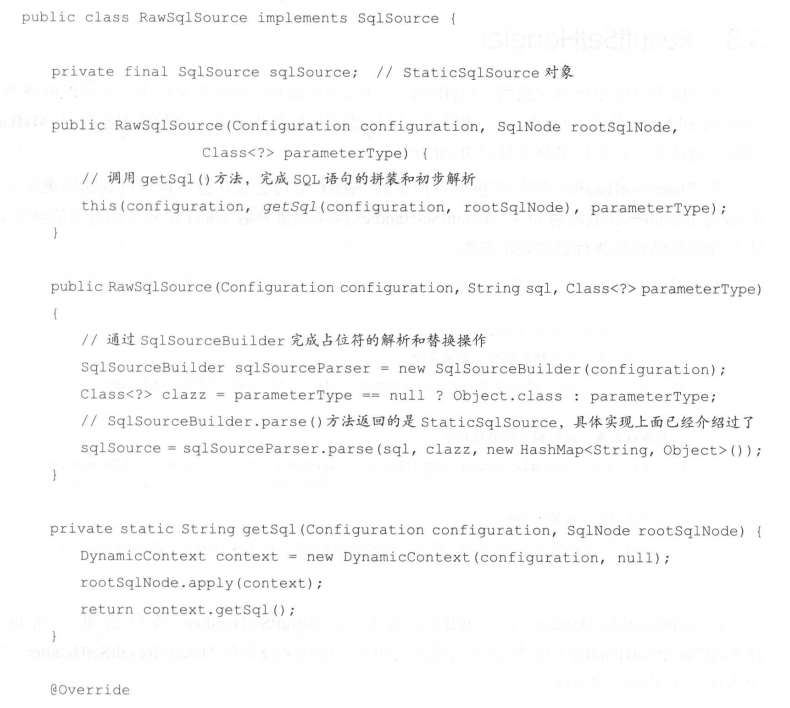 public class RawSqlSource implements SqlSource {
private final SqlSource sqlSource; // StaticSqlSource 对象
public RawSqlSource(Configuration configuration, SqlNode rootSqlNode,
Class<?> parameterType) {
// 调用 getSql()方法，完成 SQL 语句的拼装和初步解析
this(configuration, getSql(configuration, rootSqlNode), parameterType);
}
public RawSqlSource(Configuration configuration, String sql, Class<?> parameterType)
{
// 通过 SqlSourceBuilder 完成占位符的解析和替换操作
SqlSourceBuilder sqlSourceParser = new SqlSourceBuilder(configuration);
Class<?> clazz = parameterType == null ? Object.class : parameterType;
// SqlSourceBuilder.parse()方法返回的是 StaticSqlSource，具体实现上面已经介绍过了
sqlSource = sqlSourceParser.parse(sql, clazz, new HashMap<String, Object>());
}
private static String getSql(Configuration configuration, SqlNode rootSqlNode) {
DynamicContext context = new DynamicContext(configuration, null);
rootSqlNode.apply(context);
return context.getSql();
}
@Override